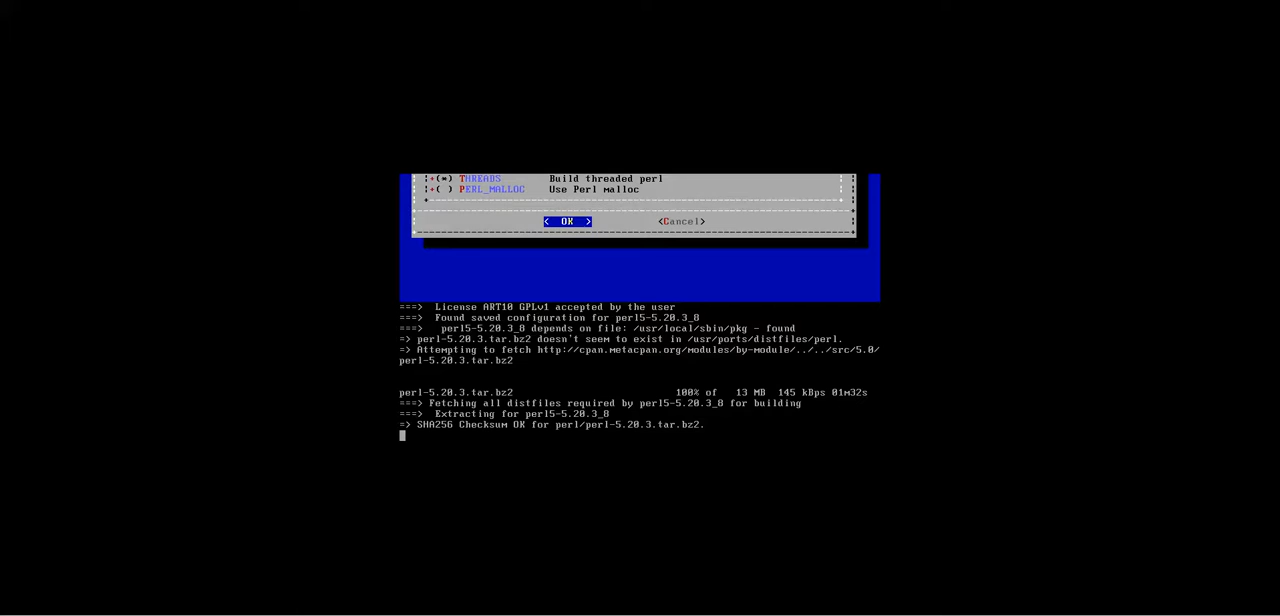 +(*) THREADS Build threaded perl
+( ) PERL_MALLOC Use Perl malloc
< OK > <Cancel>
===> License ART10 GPLv1 accepted by the user
===> Found saved configuration for perl5-5.20.3_8
===> perl5-5.20.3_8 depends on file: /usr/local/sbin/pkg - found
=> perl-5.20.3.tar.bz2 doesn't seem to exist in /usr/ports/distfiles/perl.
=> Attempting to fetch http://cpan.metacpan.org/modules/by-module/../../src/5.0/
perl-5.20.3.tar.bz2
perl-5.20.3.tar.bz2 100% of 13 MB 145 kBps 01m32s
===> Fetching all distfiles required by perl5-5.20.3_8 for building
===> Extracting for perl5-5.20.3_8
=> SHA256 Checksum OK for perl/perl-5.20.3.tar.bz2.